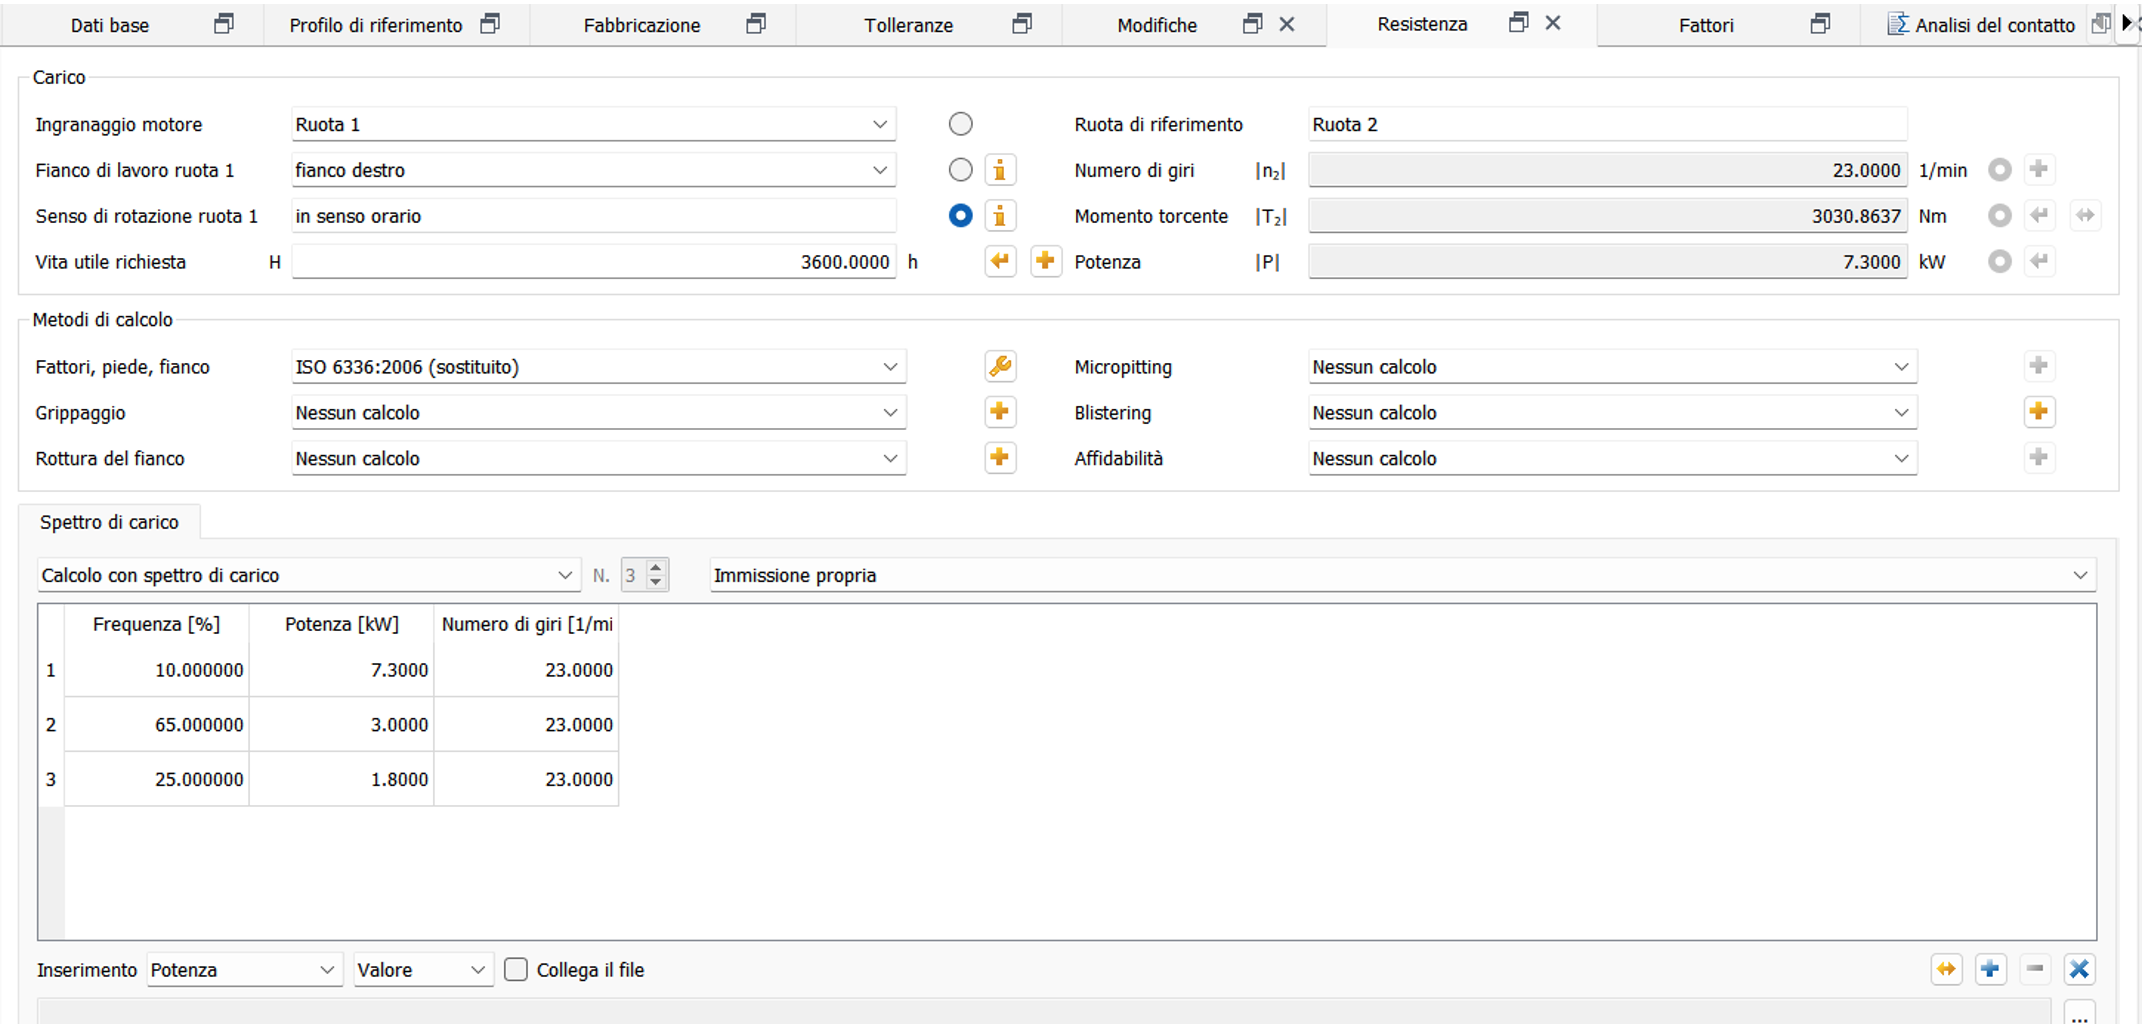 Dati base Profilo di riferimento Fabbricazione Tolleranze Modifiche Resistenza Fattori Analisi del contatto
Carico
Ingranaggio motore Ruota 1 Ruota di riferimento Ruota 2
Fianco di lavoro ruota 1 fianco destro Numero di giri |n₂| 23.0000 1/min
Senso di rotazione ruota 1 in senso orario Momento torcente |T₂| 3030.8637 Nm
Vita utile richiesta H 3600.0000 h Potenza |P| 7.3000 kW
Metodi di calcolo
Fattori, piede, fianco ISO 6336:2006 (sostituito) Micropitting Nessun calcolo
Grippaggio Nessun calcolo Blistering Nessun calcolo
Rottura del fianco Nessun calcolo Affidabilità Nessun calcolo
Spettro di carico
Calcolo con spettro di carico N. 3 Immissione propria
Frequenza [%] Potenza [kW] Numero di giri [1/mi
1 10.000000 7.3000 23.0000
2 65.000000 3.0000 23.0000
3 25.000000 1.8000 23.0000
Inserimento Potenza Valore Collega il file
...